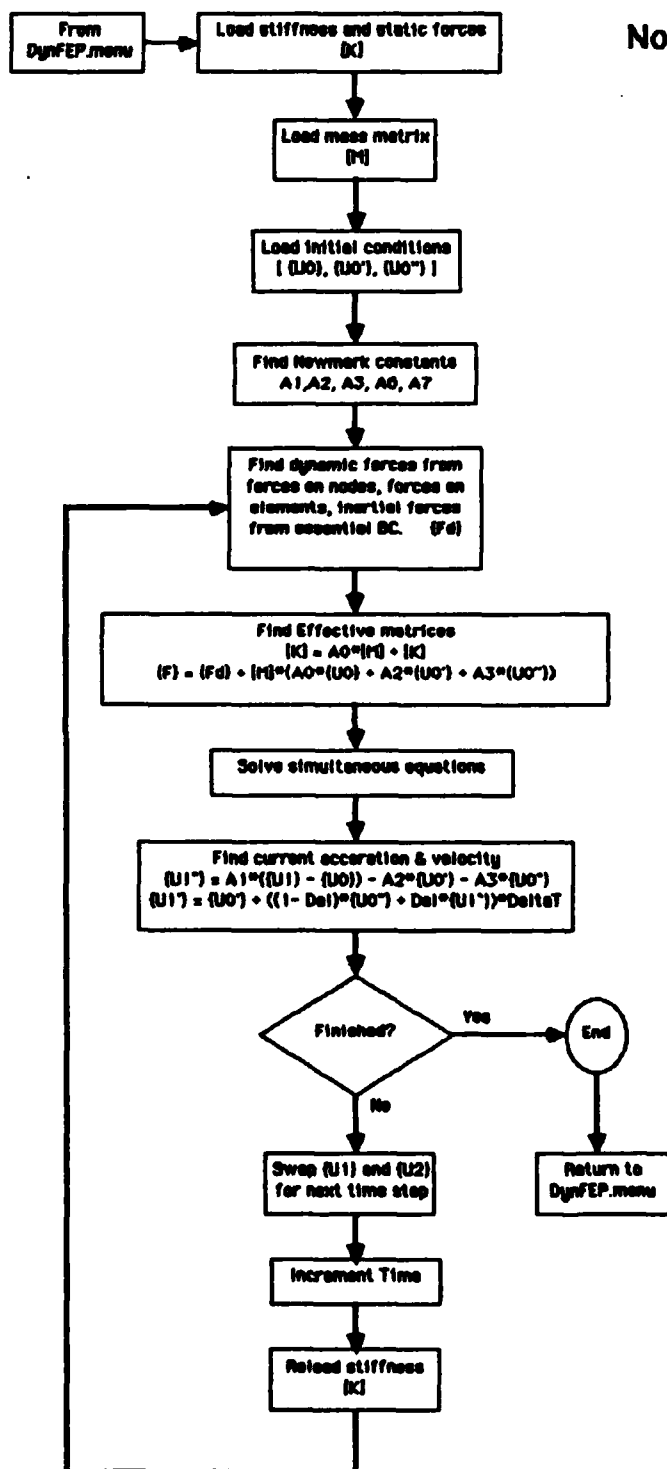 From
DynFEP.menu
Load stiffness and static forces
[K]
No
Load mass matrix
[M]
Load initial conditions
[ {U0}, {U0'}, {U0''} ]
Find Newmark constants
A1,A2, A3, A6, A7
Find dynamic forces from
forces on nodes, forces on
elements, inertial forces
from essential BC. {Fd}
Find Effective matrices
[K] = A0*[M] + [K]
{F} = {Fd} + [M]*(A0*{U0} + A2*{U0'} + A3*{U0''})
Solve simultaneous equations
Find current acceration & velocity
{U1''} = A1*({U1} - {U0}) - A2*{U0'} - A3*{U0''}
{U1'} = {U0'} + ((1- Del)*{U0''} + Del*{U1''})*DeltaT
Finished?
Yes
End
No
Swap {U1} and {U2}
for next time step
Return to
DynFEP.menu
Increment Time
Reload stiffness
[K]